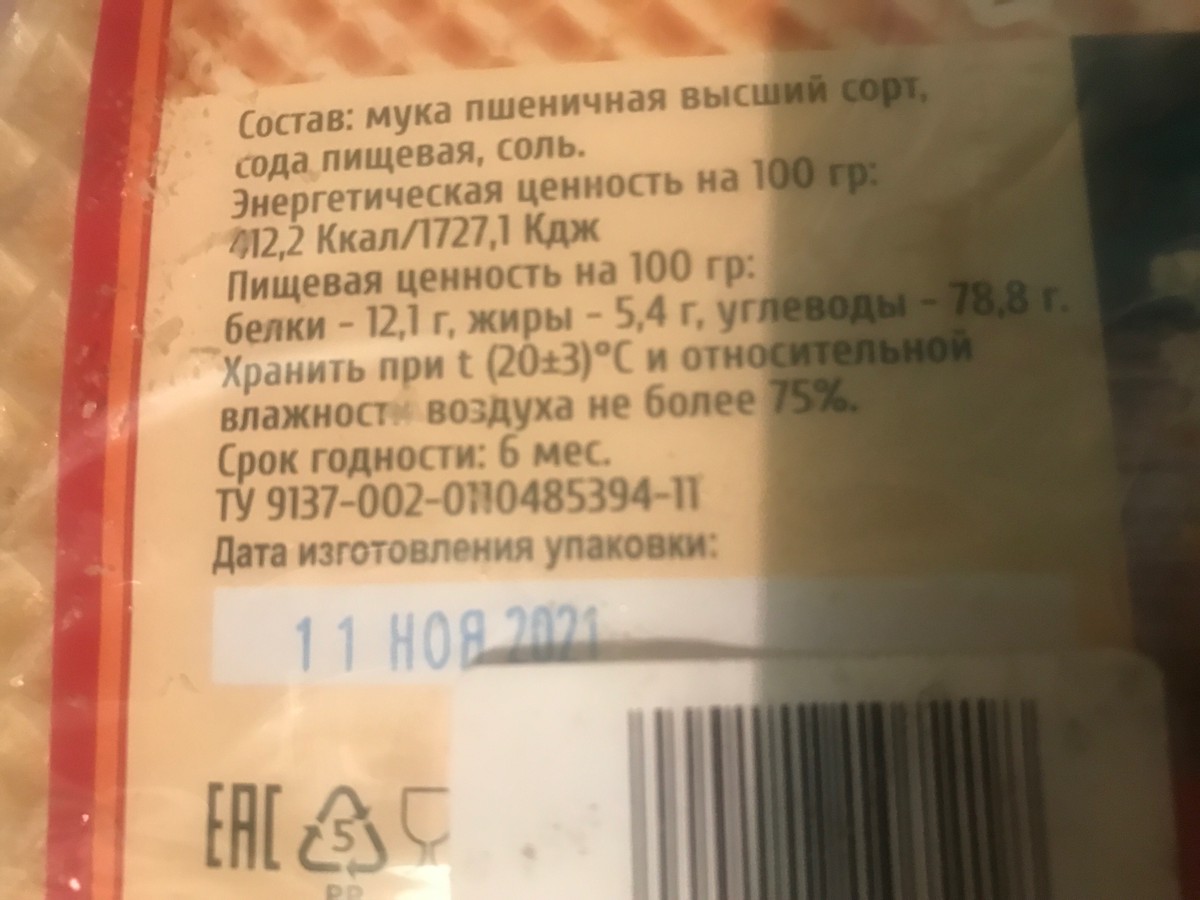 Состав: мука пшеничная высший сорт,
сода пищевая, соль.
Энергетическая ценность на 100 гр:
412,2 Ккал/1727,1 Кдж
Пищевая ценность на 100 гр:
белки - 12,1 г, жиры - 5,4 г, углеводы - 78,8 г.
Хранить при t (20±3)°С и относительной
влажности воздуха не более 75%.
Срок годности: 6 мес.
ТУ 9137-002-0110485394-11
Дата изготовления упаковки:
11 НОЯ 2021
ЕАС
5
PP